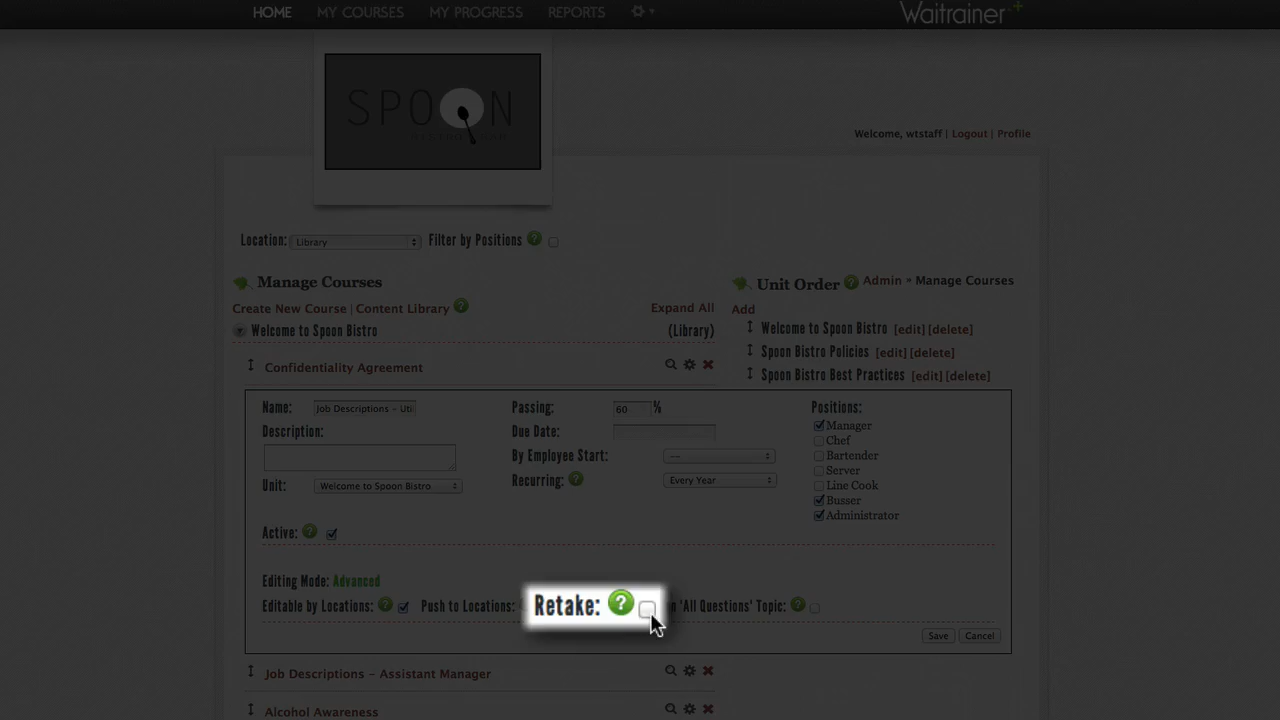 HOME MY COURSES MY PROGRESS REPORTS
Waitrainer+
SPOON
Welcome, wtstaff | Logout | Profile
Location: Library Filter by Positions ?
Manage Courses
Unit Order ? Admin • Manage Courses
Create New Course | Content Library ? Expand All
Add
Welcome to Spoon Bistro (Library)
Welcome to Spoon Bistro [edit] [delete]
Spoon Bistro Policies [edit] [delete]
Spoon Bistro Best Practices [edit] [delete]
Confidentiality Agreement
Name: Job Descriptions - Uti
Description:
Unit: Welcome to Spoon Bistro
Passing: 60 %
Due Date:
By Employee Start: --
Recurring: ? Every Year
Positions:
Manager
Chef
Bartender
Server
Line Cook
Busser
Administrator
Active: ?
Editing Mode: Advanced
Editable by Locations: ? Push to Locations: Retake: ? n 'All Questions' Topic: ?
Save Cancel
Job Descriptions - Assistant Manager
Alcohol Awareness